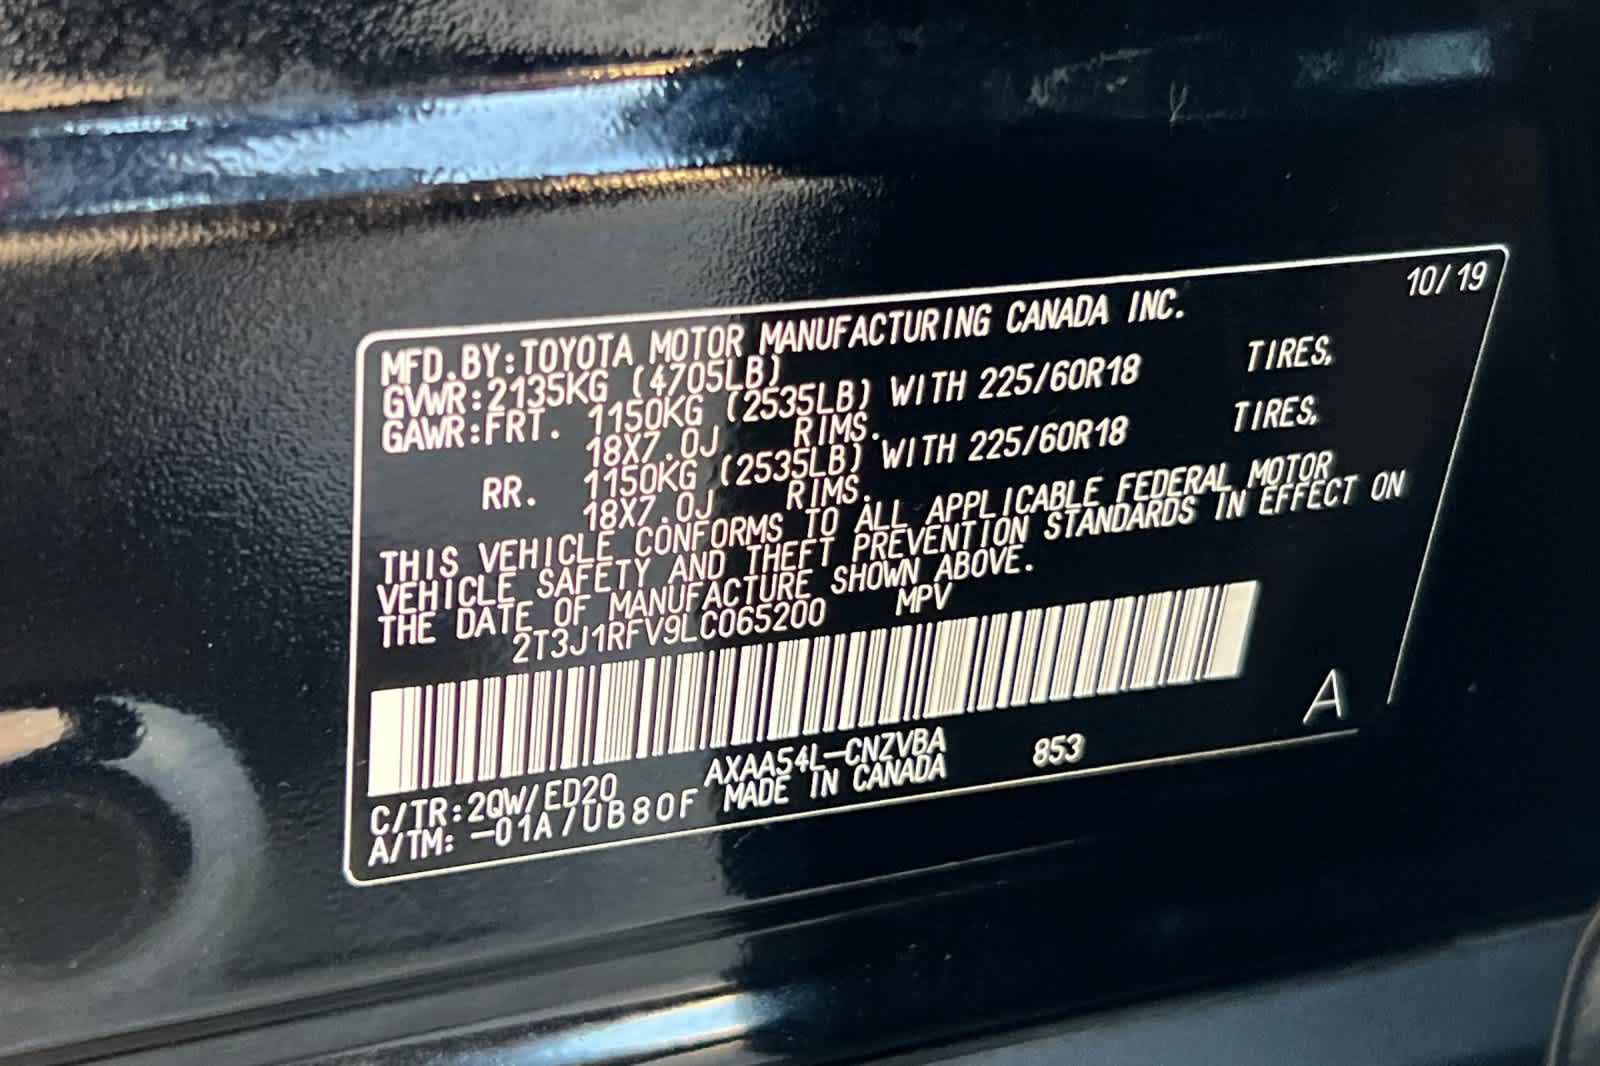 10/19
MFD.BY:TOYOTA MOTOR MANUFACTURING CANADA INC.
GVWR:2135KG (4705LB)
GAWR:FRT. 1150KG (2535LB) WITH 225/60R18 TIRES,
18X7.0J RIMS.
RR. 1150KG (2535LB) WITH 225/60R18 TIRES,
18X7.0J RIMS.
THIS VEHICLE CONFORMS TO ALL APPLICABLE FEDERAL MOTOR
VEHICLE SAFETY AND THEFT PREVENTION STANDARDS IN EFFECT ON
THE DATE OF MANUFACTURE SHOWN ABOVE.
2T3J1RFV9LC065200 MPV
A
C/TR:2QW/ED20 AXAA54L-CNZVBA 853
A/TM: -01A/UB80F MADE IN CANADA